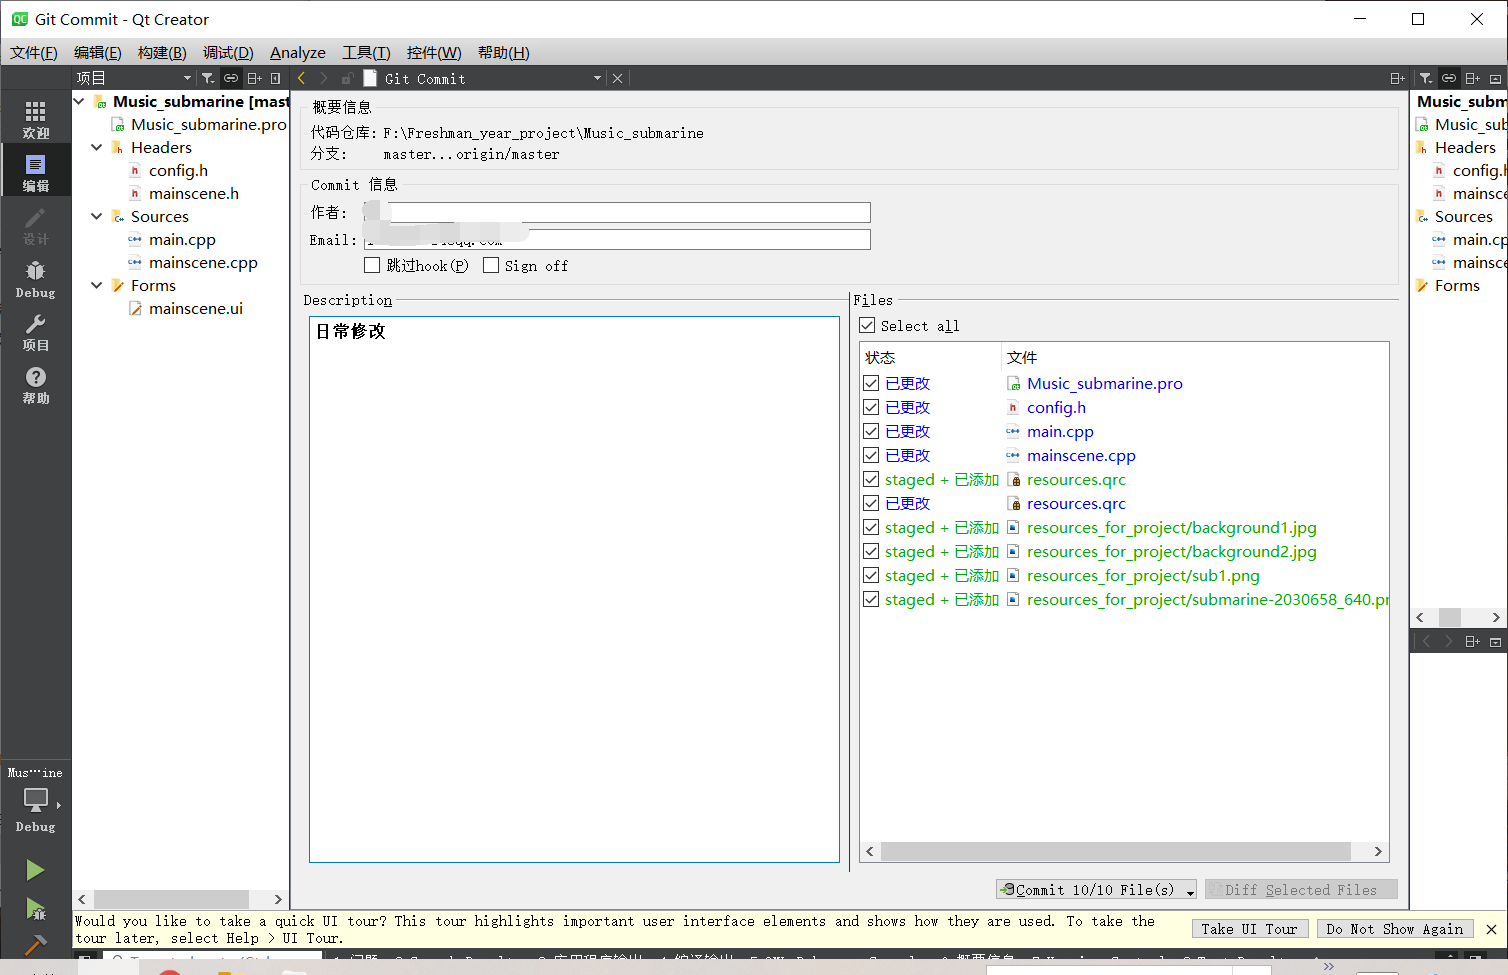 Git Commit - Qt Creator
文件(F) 编辑(E) 构建(B) 调试(D) Analyze 工具(T) 控件(W) 帮助(H)
项目
Git Commit
欢迎
编辑
设计
Debug
项目
帮助
Mus···ine
Debug
Music_submarine [mast
Music_submarine.pro
Headers
config.h
mainscene.h
Sources
main.cpp
mainscene.cpp
Forms
mainscene.ui
概要信息
代码仓库: F:\Freshman_year_project\Music_submarine
分支: master...origin/master
Commit 信息
作者:
Email:
跳过hook(P) Sign off
Description
日常修改
Files
Select all
状态 文件
已更改 Music_submarine.pro
已更改 config.h
已更改 main.cpp
已更改 mainscene.cpp
staged + 已添加 resources.qrc
已更改 resources.qrc
staged + 已添加 resources_for_project/background1.jpg
staged + 已添加 resources_for_project/background2.jpg
staged + 已添加 resources_for_project/sub1.png
staged + 已添加 resources_for_project/submarine-2030658_640.pr
Commit 10/10 File(s) Diff Selected Files
Music_subm
Music_sub
Headers
config.h
mainsce
Sources
main.cp
mainsce
Forms
Would you like to take a quick UI tour? This tour highlights important user interface elements and shows how they are used. To take the
tour later, select Help > UI Tour.
Take UI Tour Do Not Show Again